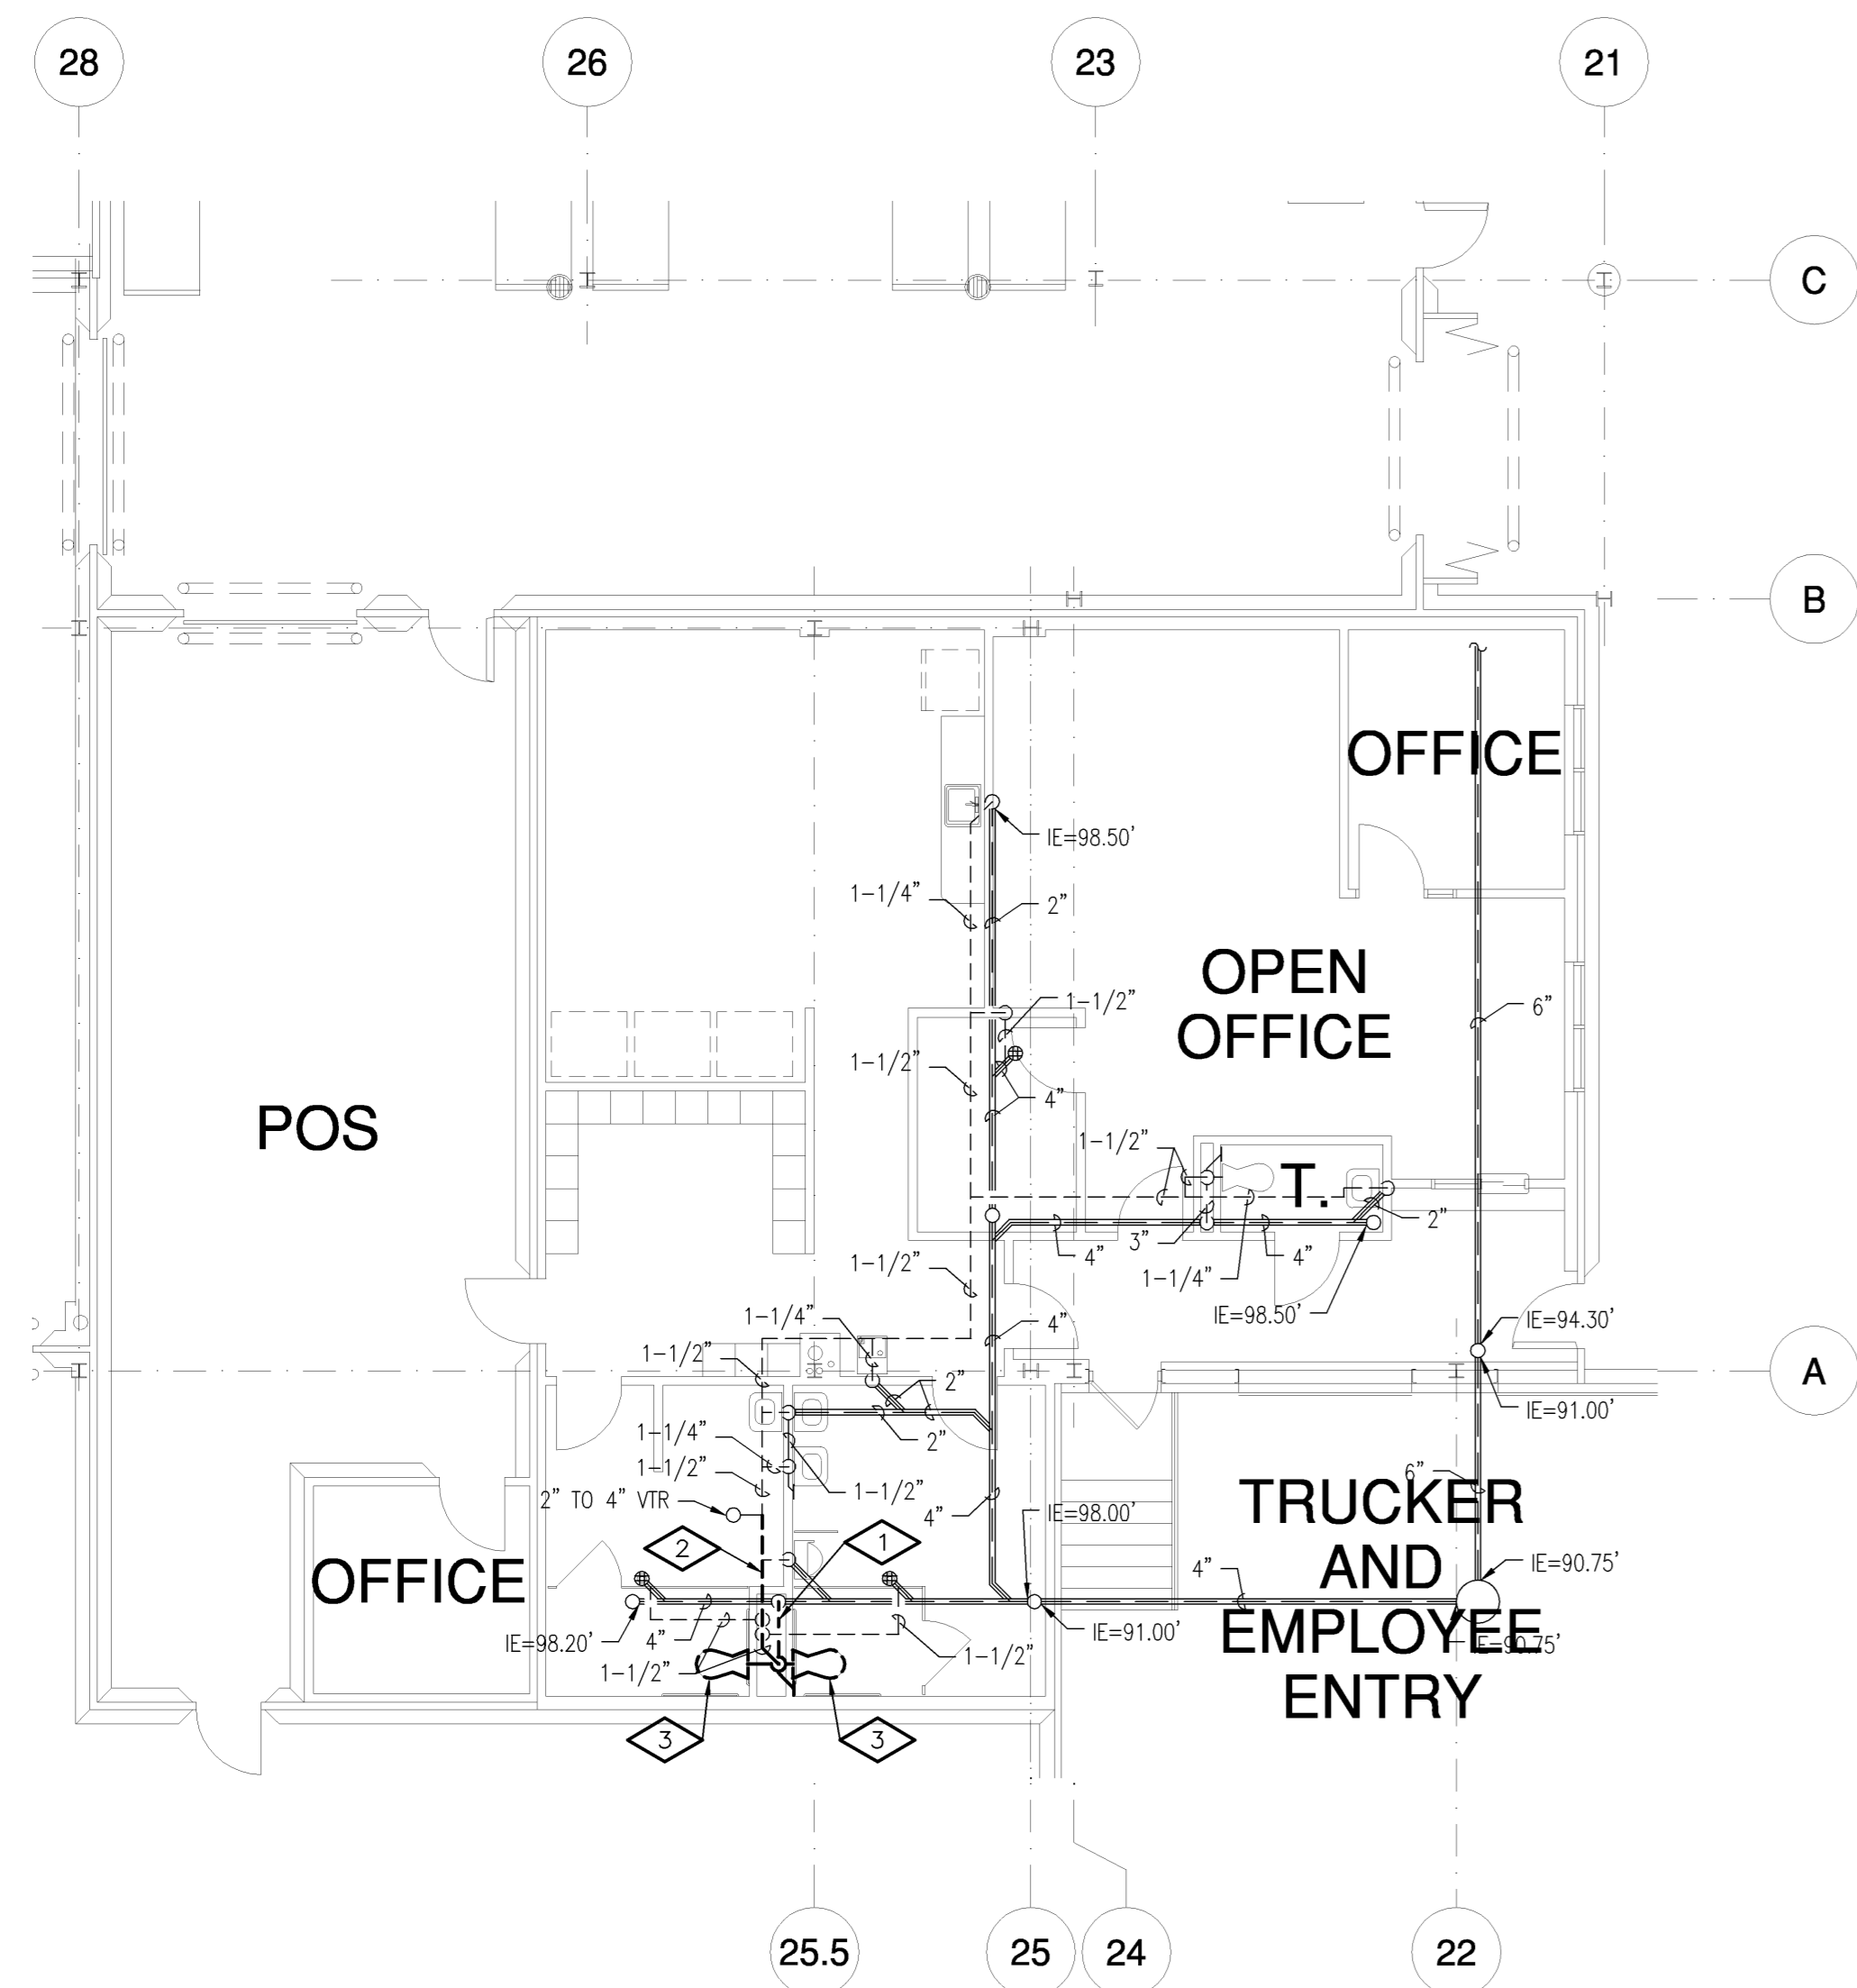 28
26
23
21
C
B
OFFICE
IE=98.50'
1-1/4"
2"
OPEN
OFFICE
1-1/2"
6"
1-1/2"
4"
POS
1-1/2"
T.
2"
3"
4"
4"
1-1/2"
1-1/4"
IE=98.50'
1-1/4"
IE=94.30'
4"
1-1/2"
A
2"
IE=91.00'
1-1/4"
2"
1-1/2"
6"
1-1/2"
2" TO 4" VTR
4"
IE=98.00'
TRUCKER
AND
EMPLOYEE
ENTRY
2
1
OFFICE
4"
IE=90.75'
IE=98.20'
4"
IE=91.00'
IE=90.75'
1-1/2"
1-1/2"
3
3
25.5
25
24
22